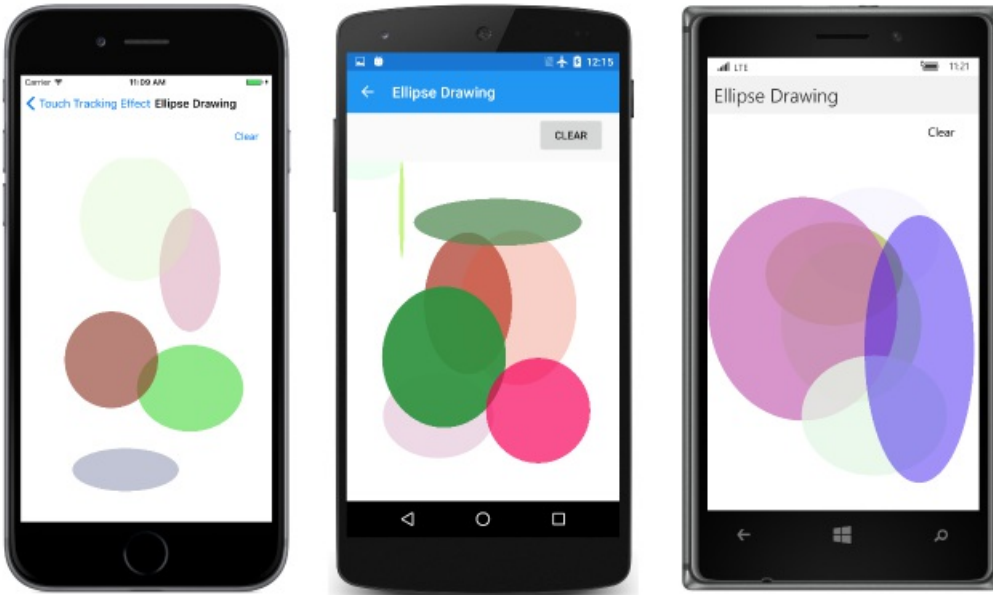 Carrier 11:09 AM
Touch Tracking Effect Ellipse Drawing
Clear
12:15
Ellipse Drawing
CLEAR
LTE 11:21
Ellipse Drawing
Clear